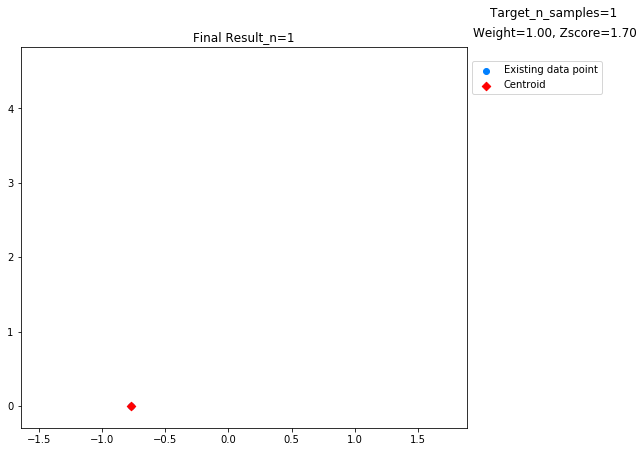 Target_n_samples=1
Weight=1.00, Zscore=1.70
Final Result_n=1
Existing data point
Centroid
4
3
2
1
0
−1.5 −1.0 −0.5 0.0 0.5 1.0 1.5